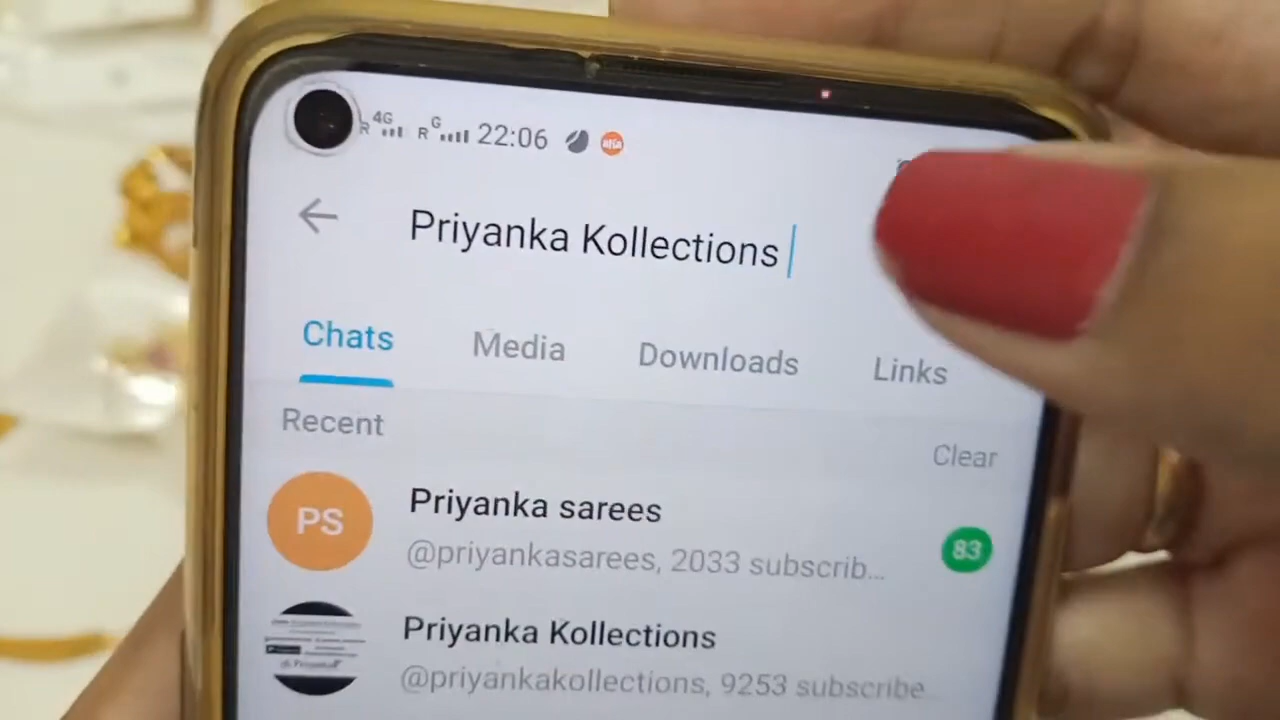 4G R G R 22:06
Priyanka Kollections
Chats Media Downloads Links
Recent
Clear
PS Priyanka sarees
@priyankasarees, 2033 subscrib... 83
Priyanka Kollections
@priyankakollections, 9253 subscribe